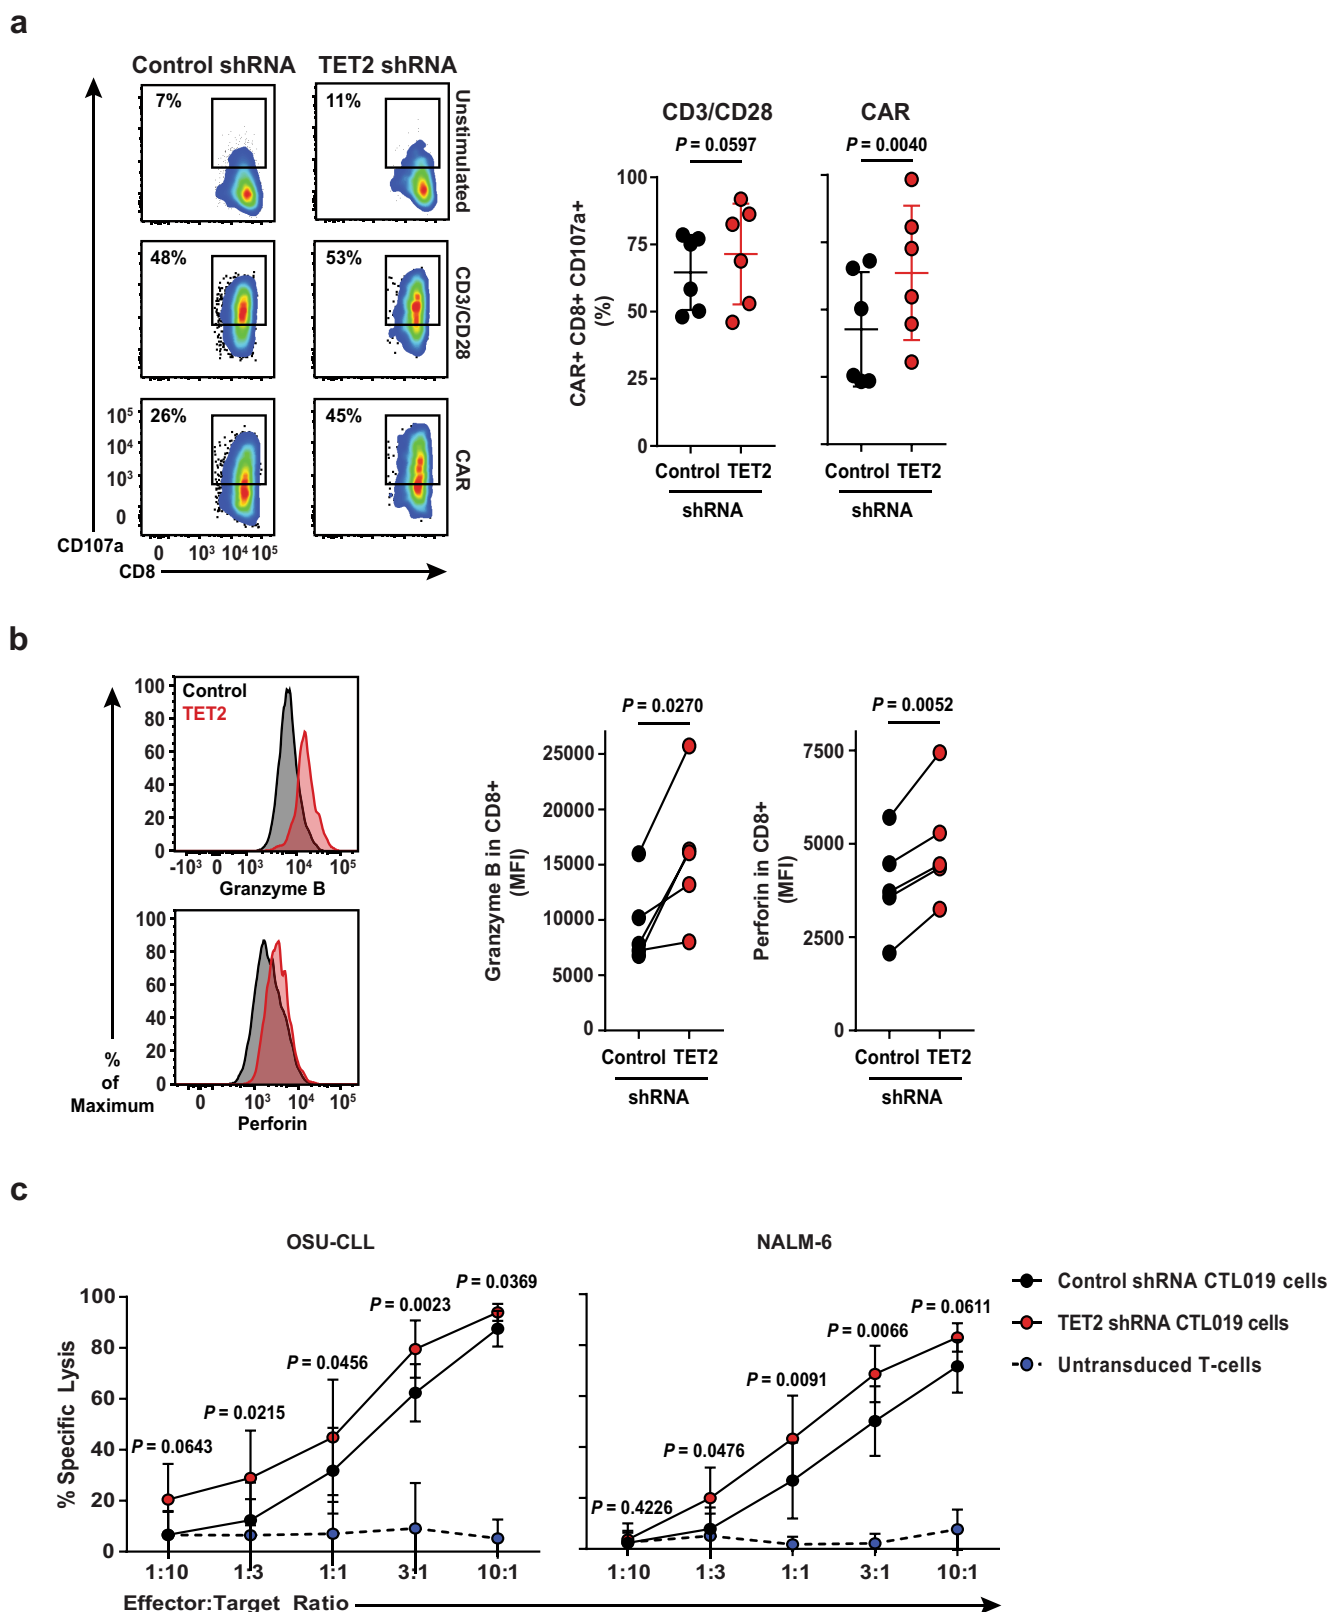 a
Control shRNA
TET2 shRNA
7%
11%
Unstimulated
48%
53%
CD3/CD28
26%
45%
CAR
10⁵
10⁴
10³
0
CD107a
0 10³ 10⁴ 10⁵
CD8
CD3/CD28
P = 0.0597
CAR
P = 0.0040
CAR+ CD8+ CD107a+
(%)
100
75
50
25
0
Control TET2
shRNA
Control TET2
shRNA
b
Control
TET2
100
80
60
40
20
0
-10³ 0 10³ 10⁴ 10⁵
Granzyme B
100
80
60
40
20
0
0 10³ 10⁴ 10⁵
Perforin
%
of
Maximum
P = 0.0270
Granzyme B in CD8+
(MFI)
25000
20000
15000
10000
5000
0
Control TET2
shRNA
P = 0.0052
Perforin in CD8+
(MFI)
7500
5000
2500
0
Control TET2
shRNA
c
OSU-CLL
% Specific Lysis
100
80
60
40
20
0
P = 0.0643
P = 0.0215
P = 0.0456
P = 0.0023
P = 0.0369
1:10 1:3 1:1 3:1 10:1
NALM-6
P = 0.4226
P = 0.0476
P = 0.0091
P = 0.0066
P = 0.0611
1:10 1:3 1:1 3:1 10:1
Effector:Target Ratio
Control shRNA CTL019 cells
TET2 shRNA CTL019 cells
Untransduced T-cells